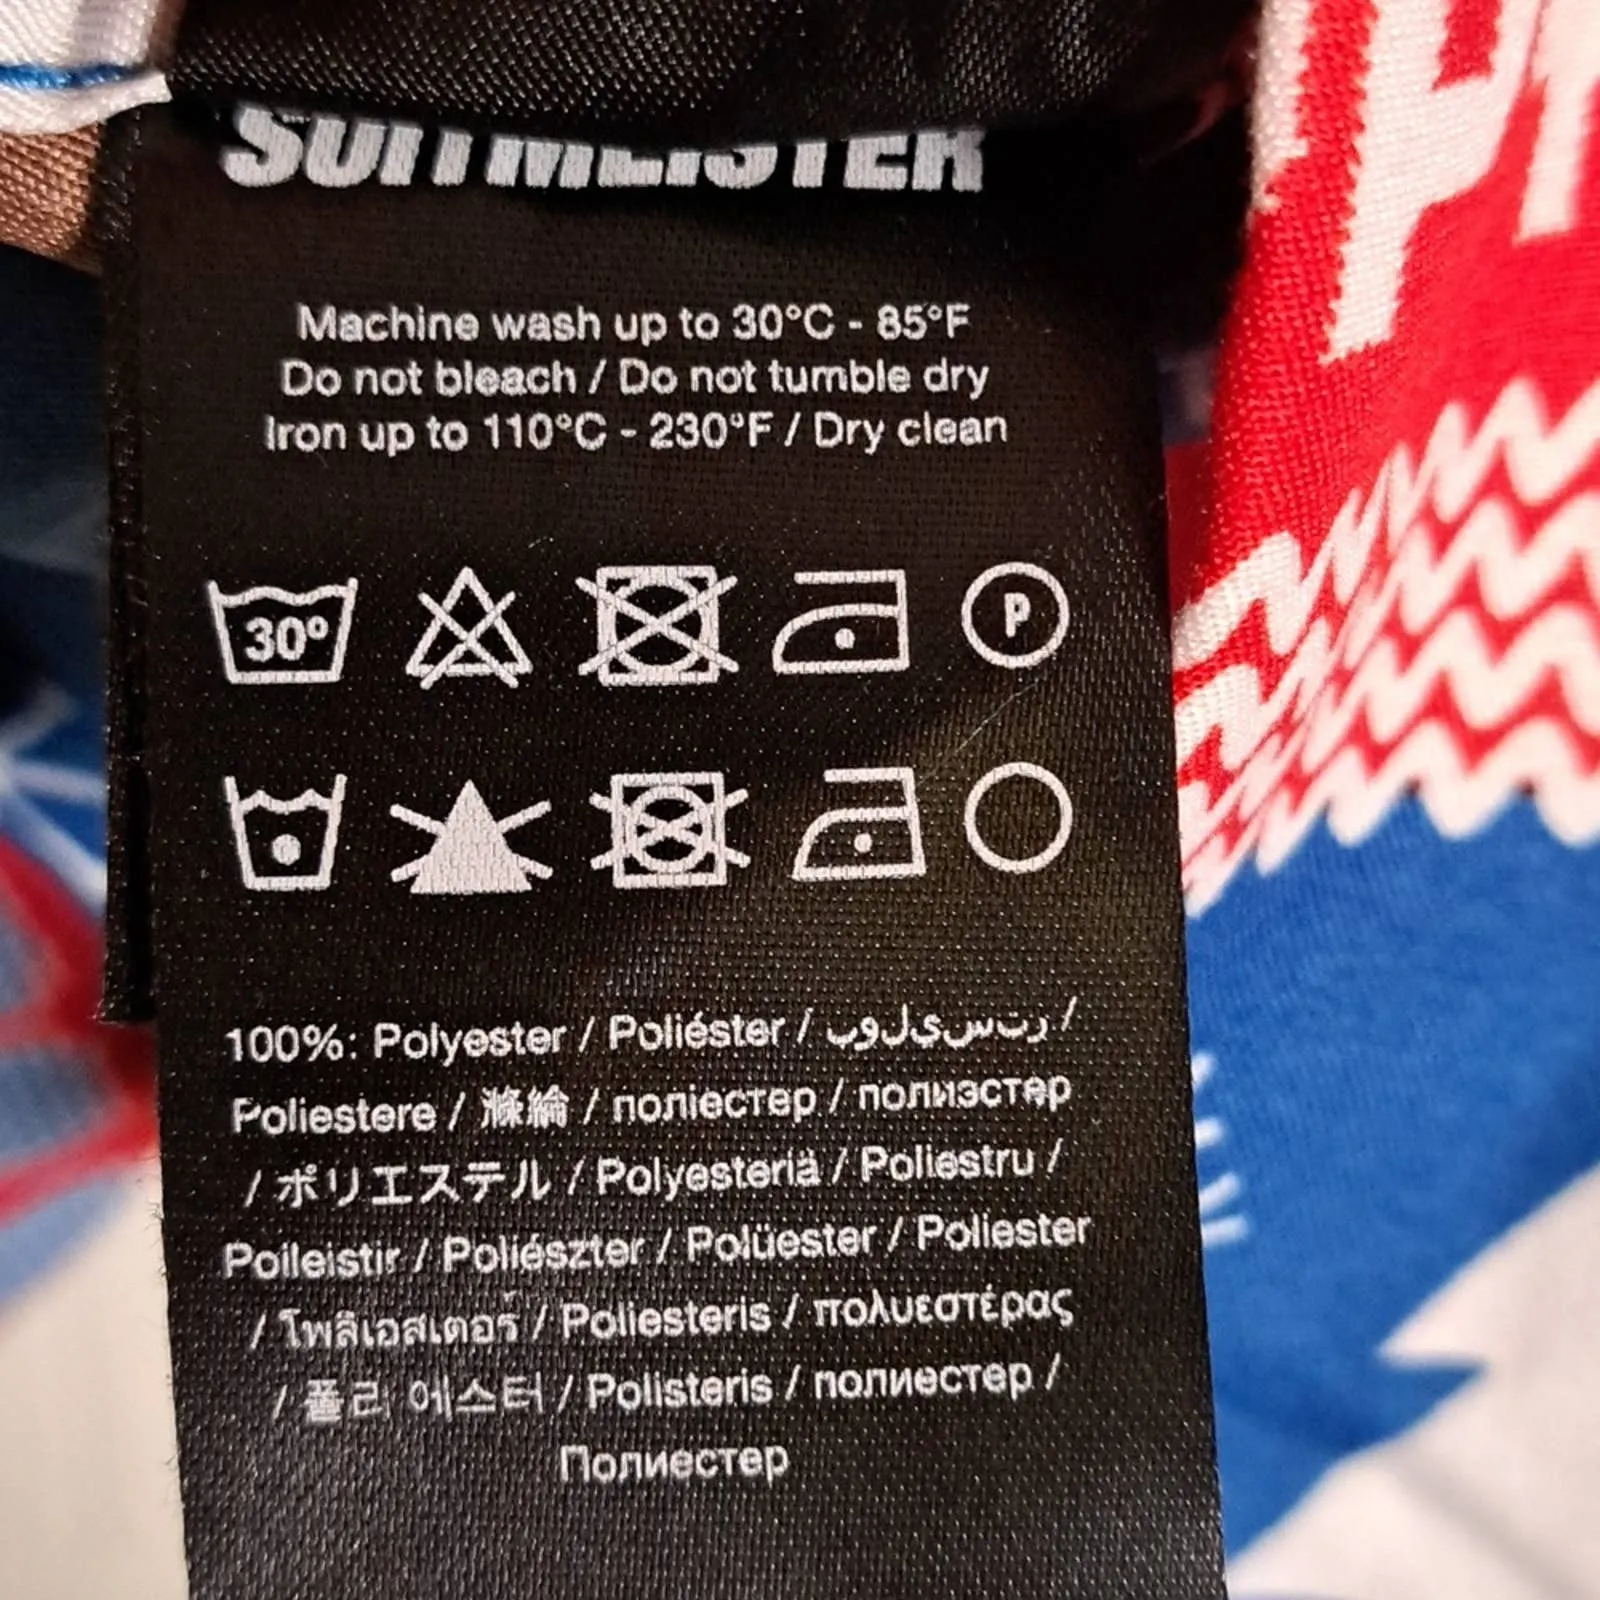 SUITMEISTER
Machine wash up to 30°C - 85°F
Do not bleach / Do not tumble dry
Iron up to 110°C - 230°F / Dry clean
30°
P
100%: Polyester / Poliéster / بوليستر /
Poliestere / 滌綸 / поліестер / полиэстер
/ ポリエステル / Polyesteriä / Poliestru /
Poileistir / Poliészter / Polüester / Poliester
/ โพลีเอสเตอร์ / Poliesteris / πολυεστέρας
/ 폴리 에스터 / Polisteris / полиестер /
Полиестер